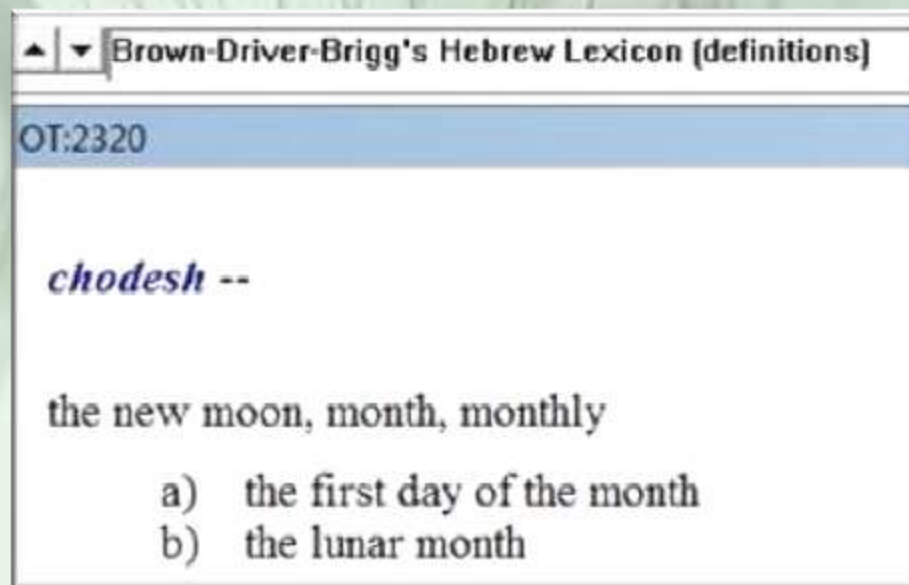 Brown-Driver-Brigg's Hebrew Lexicon (definitions)
OT:2320
chodesh --
the new moon, month, monthly
a) the first day of the month
b) the lunar month